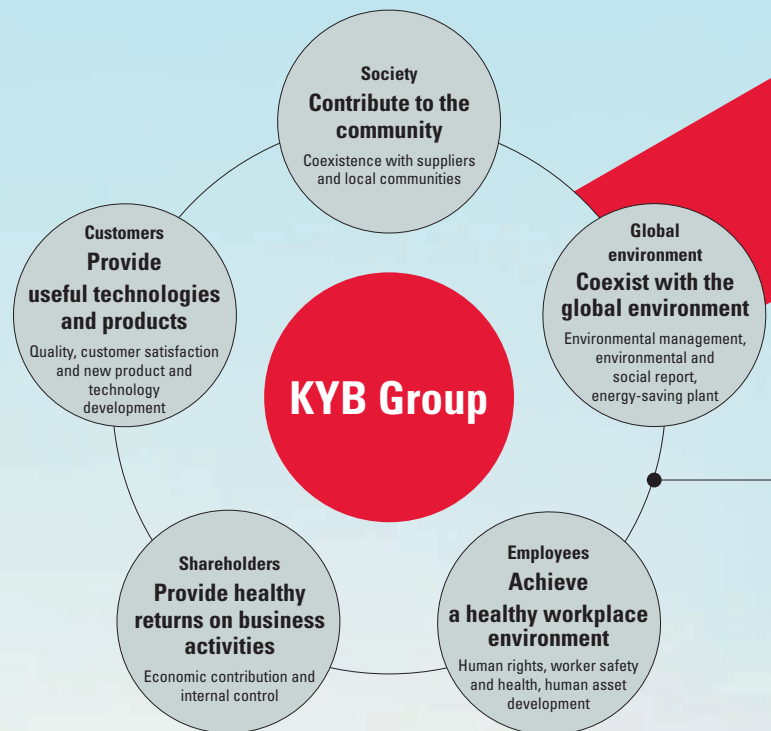 Society
Contribute to the
community
Coexistence with suppliers
and local communities
Customers
Provide
useful technologies
and products
Quality, customer satisfaction
and new product and
technology
development
Global
environment
Coexist with the
global environment
Environmental management,
environmental and
social report,
energy-saving plant
KYB Group
Shareholders
Provide healthy
returns on business
activities
Economic contribution and
internal control
Employees
Achieve
a healthy workplace
environment
Human rights, worker safety
and health, human asset
development